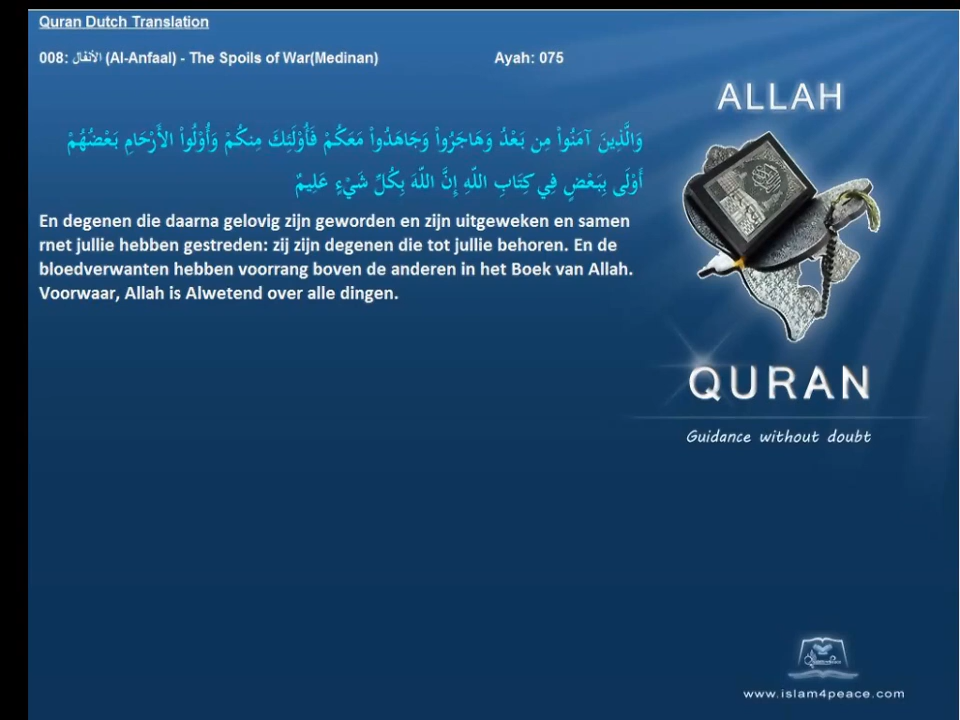 Quran Dutch Translation
008: الأنفال (Al-Anfaal) - The Spoils of War(Medinan) Ayah: 075
ALLAH
وَالَّذِينَ آمَنُواْ مِن بَعْدُ وَهَاجَرُواْ وَجَاهَدُواْ مَعَكُمْ فَأُوْلَئِكَ مِنكُمْ وَأُوْلُواْ الأَرْحَامِ بَعْضُهُمْ
أَوْلَى بِبَعْضٍ فِي كِتَابِ اللّهِ إِنَّ اللّهَ بِكُلِّ شَيْءٍ عَلِيمٌ
En degenen die daarna gelovig zijn geworden en zijn uitgeweken en samen
rnet jullie hebben gestreden: zij zijn degenen die tot jullie behoren. En de
bloedverwanten hebben voorrang boven de anderen in het Boek van Allah.
Voorwaar, Allah is Alwetend over alle dingen.
QURAN
Guidance without doubt
www.islam4peace.com